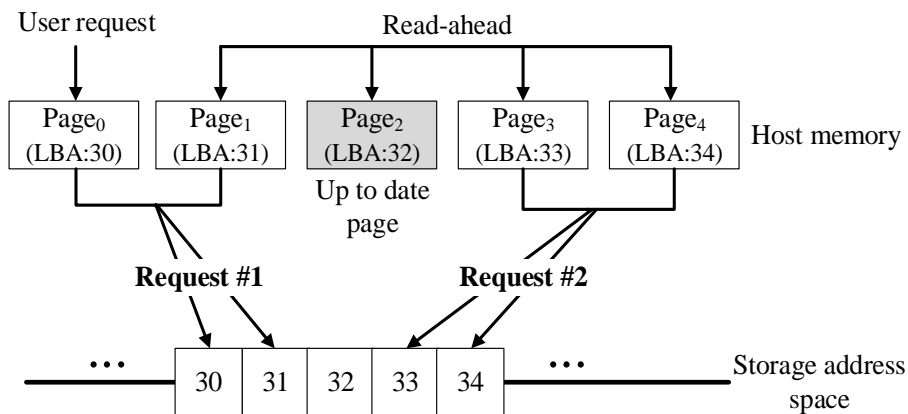 User request
Read-ahead
Page₀
(LBA:30)
Page₁
(LBA:31)
Page₂
(LBA:32)
Page₃
(LBA:33)
Page₄
(LBA:34)
Host memory
Up to date
page
Request #1
Request #2
...
30
31
32
33
34
...
Storage address
space